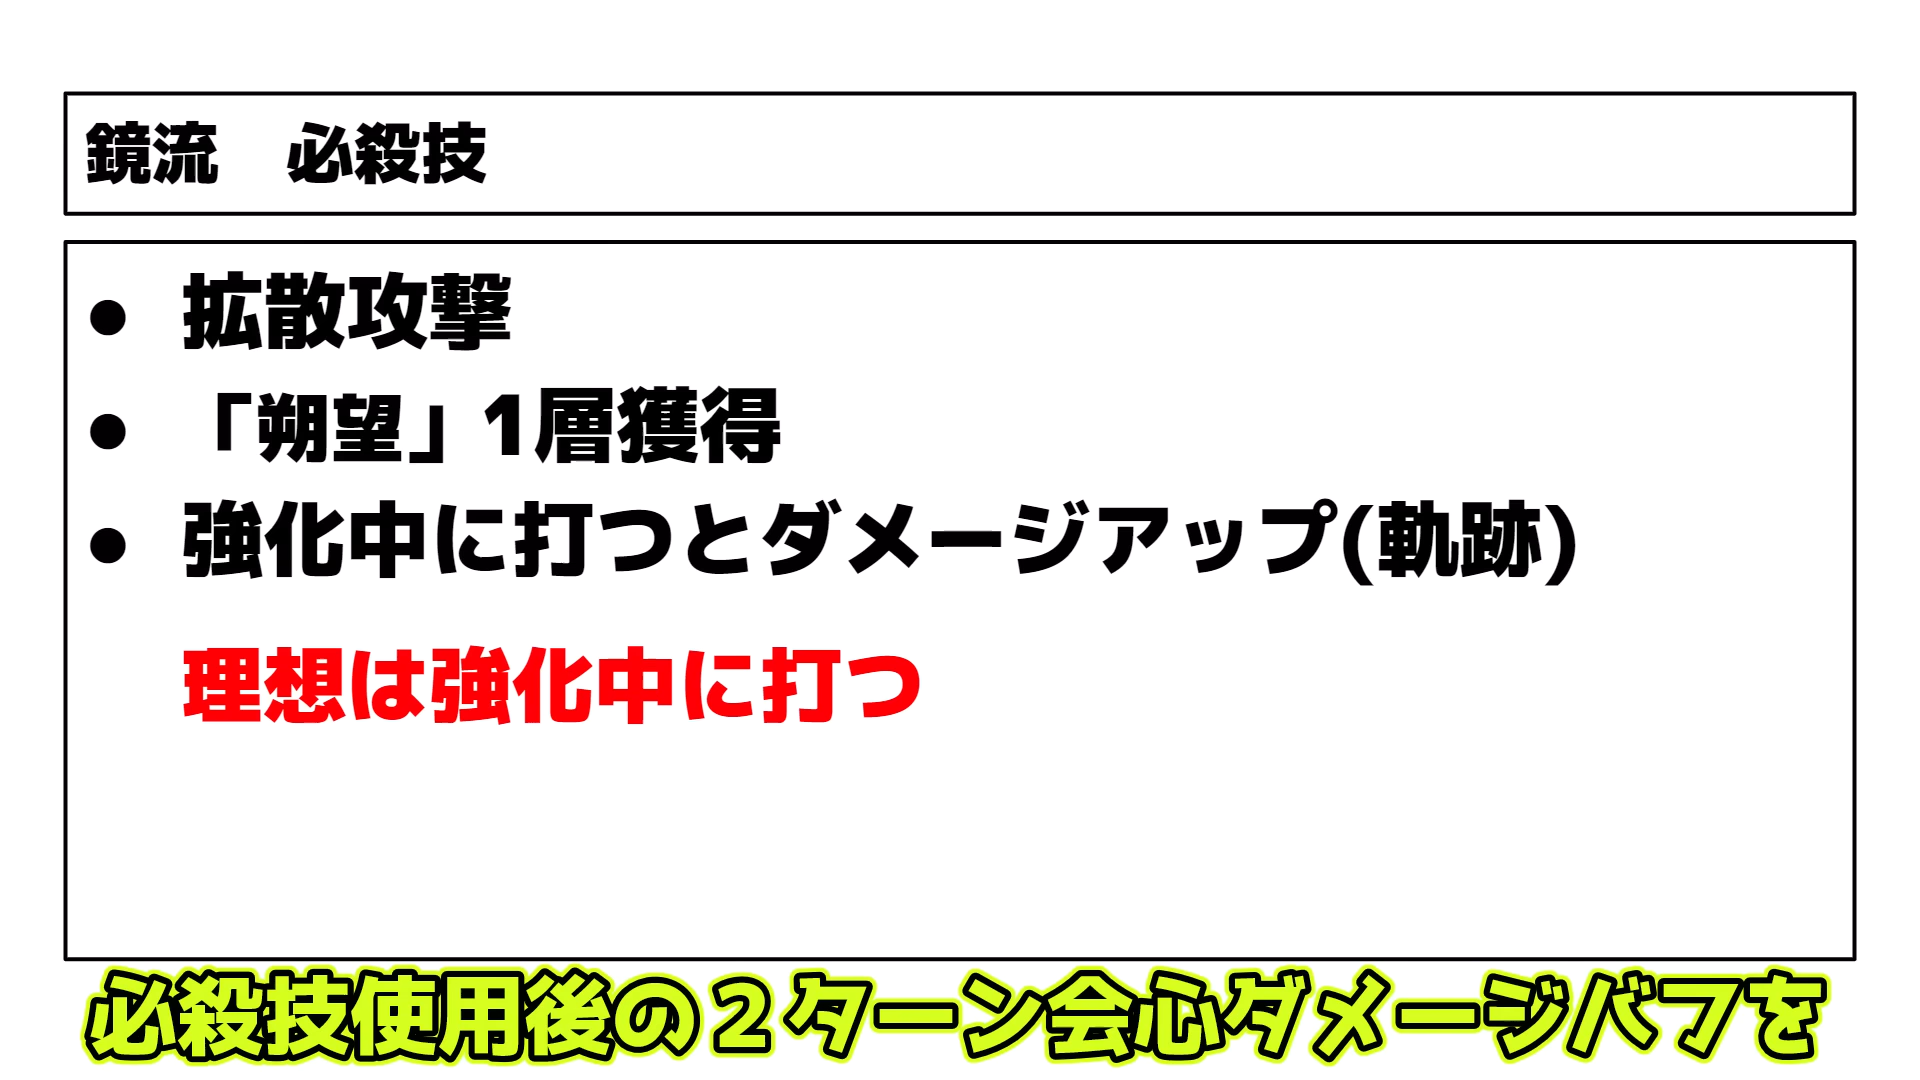 鏡流　必殺技
● 拡散攻撃
● 「朔望」1層獲得
● 強化中に打つとダメージアップ(軌跡)
理想は強化中に打つ
必殺技使用後の２ターン会心ダメージバフを